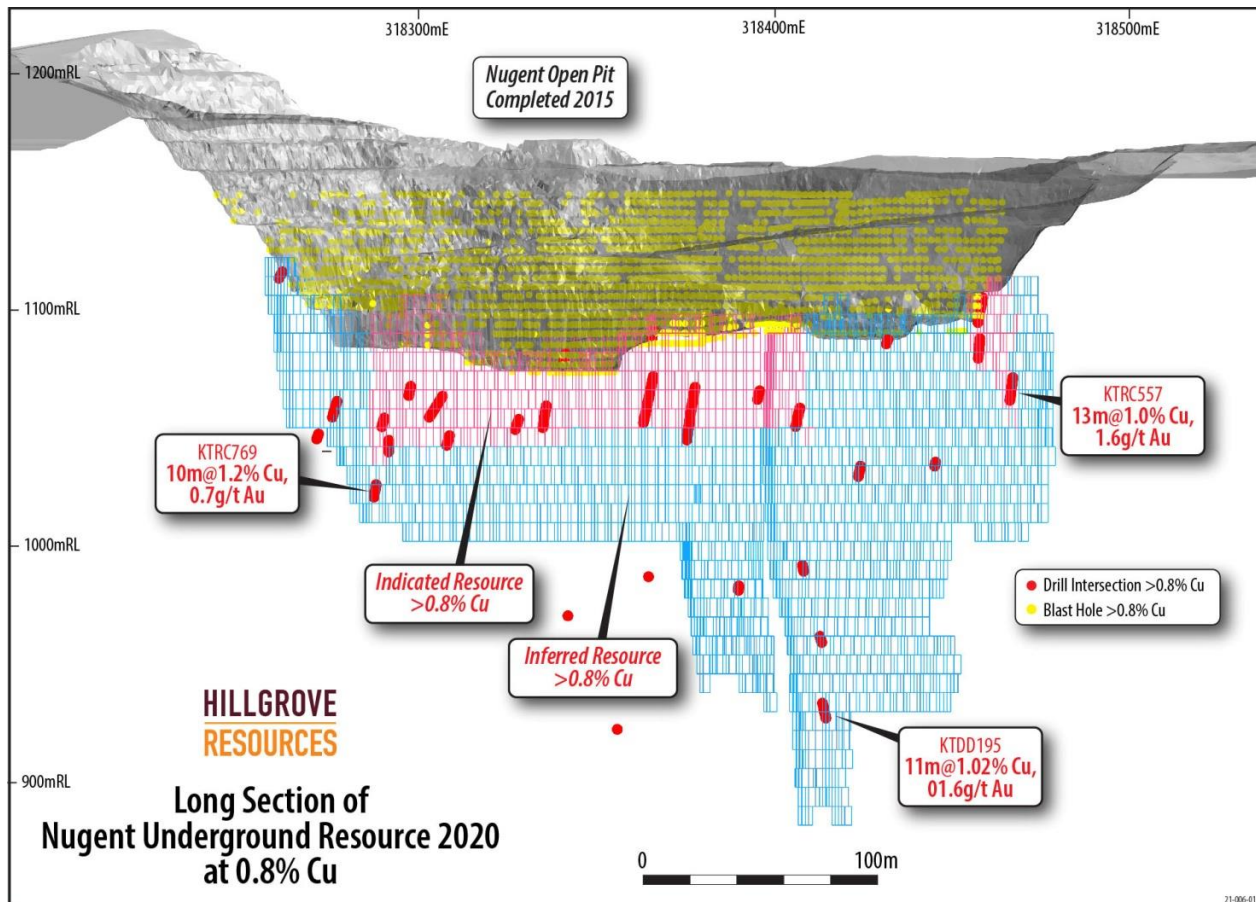 318300mE
318400mE
318500mE
1200mRL
Nugent Open Pit
Completed 2015
1100mRL
KTRC557
13m@1.0% Cu,
1.6g/t Au
KTRC769
10m@1.2% Cu,
0.7g/t Au
1000mRL
Indicated Resource
>0.8% Cu
Drill Intersection >0.8% Cu
Blast Hole >0.8% Cu
Inferred Resource
>0.8% Cu
HILLGROVE
RESOURCES
KTDD195
11m@1.02% Cu,
01.6g/t Au
900mRL
Long Section of
Nugent Underground Resource 2020
at 0.8% Cu
0
100m